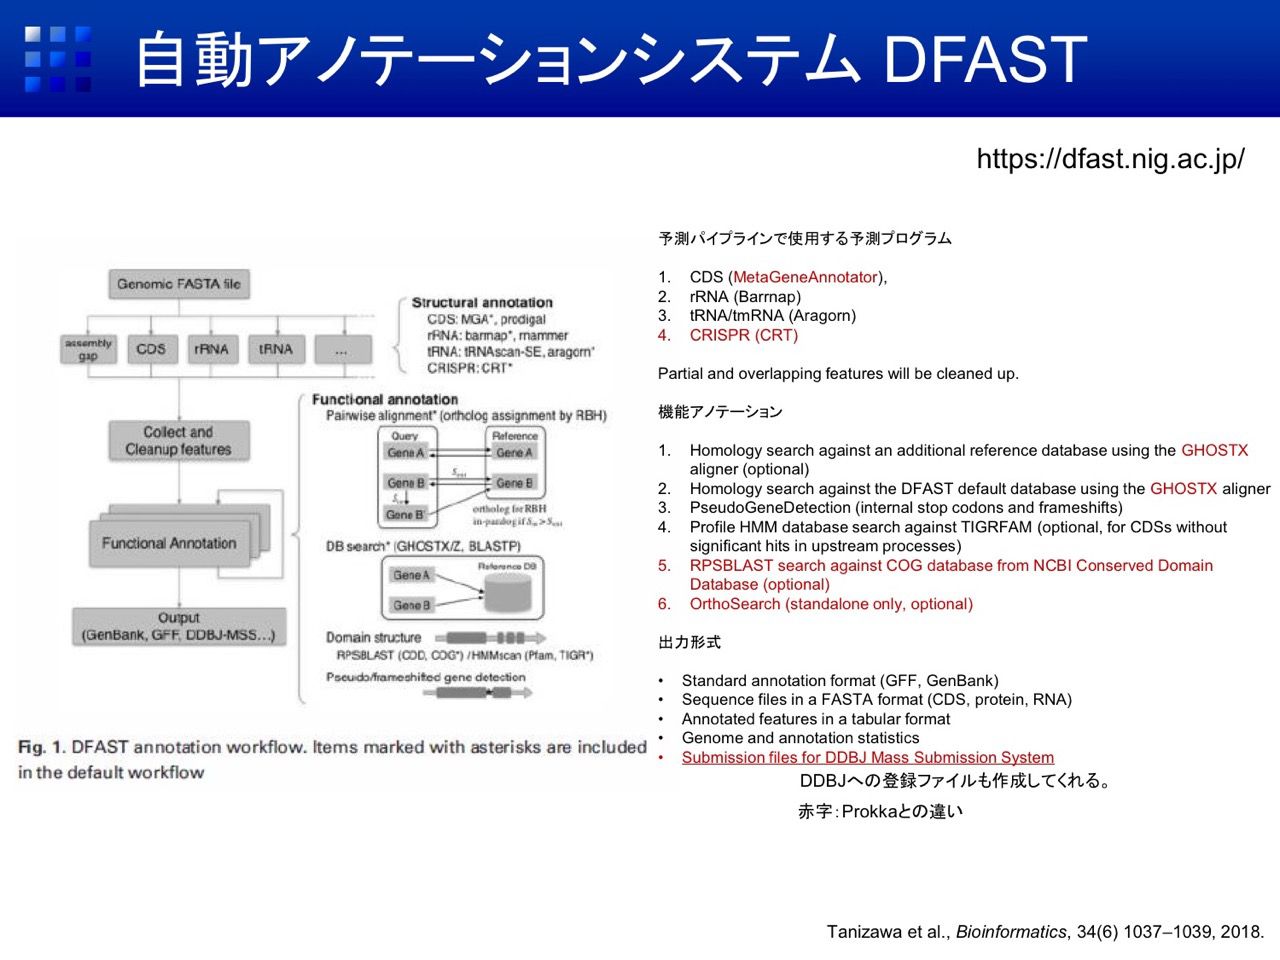 自動アノテーションシステム DFAST
https://dfast.nig.ac.jp/
Genomic FASTA file
assembly
gap
CDS
rRNA
tRNA
...
Structural annotation
CDS: MGA*, prodigal
rRNA: barrnap*, rnammer
tRNA: tRNAscan-SE, aragorn*
CRISPR: CRT*
Collect and
Cleanup features
Functional Annotation
Output
(GenBank, GFF, DDBJ-MSS…)
Functional annotation
Pairwise alignment* (ortholog assignment by RBH)
Query
Reference
Gene A
Gene A
Gene B
Gene B
Gene B'
ortholog for RBH
in-paralog if
DB search* (GHOSTX/Z, BLASTP)
Reference DB
Gene A
Gene B
Domain structure
RPSBLAST (CDD, COG*) /HMMscan (Pfam, TIGR*)
Pseudo/frameshifted gene detection
Fig. 1. DFAST annotation workflow. Items marked with asterisks are included
in the default workflow
予測パイプラインで使用する予測プログラム
1. CDS (MetaGeneAnnotator),
2. rRNA (Barrnap)
3. tRNA/tmRNA (Aragorn)
4. CRISPR (CRT)
Partial and overlapping features will be cleaned up.
機能アノテーション
1. Homology search against an additional reference database using the GHOSTX
aligner (optional)
2. Homology search against the DFAST default database using the GHOSTX aligner
3. PseudoGeneDetection (internal stop codons and frameshifts)
4. Profile HMM database search against TIGRFAM (optional, for CDSs without
significant hits in upstream processes)
5. RPSBLAST search against COG database from NCBI Conserved Domain
Database (optional)
6. OrthoSearch (standalone only, optional)
出力形式
• Standard annotation format (GFF, GenBank)
• Sequence files in a FASTA format (CDS, protein, RNA)
• Annotated features in a tabular format
• Genome and annotation statistics
• Submission files for DDBJ Mass Submission System
DDBJへの登録ファイルも作成してくれる。
赤字：Prokkaとの違い
Tanizawa et al., Bioinformatics, 34(6) 1037–1039, 2018.